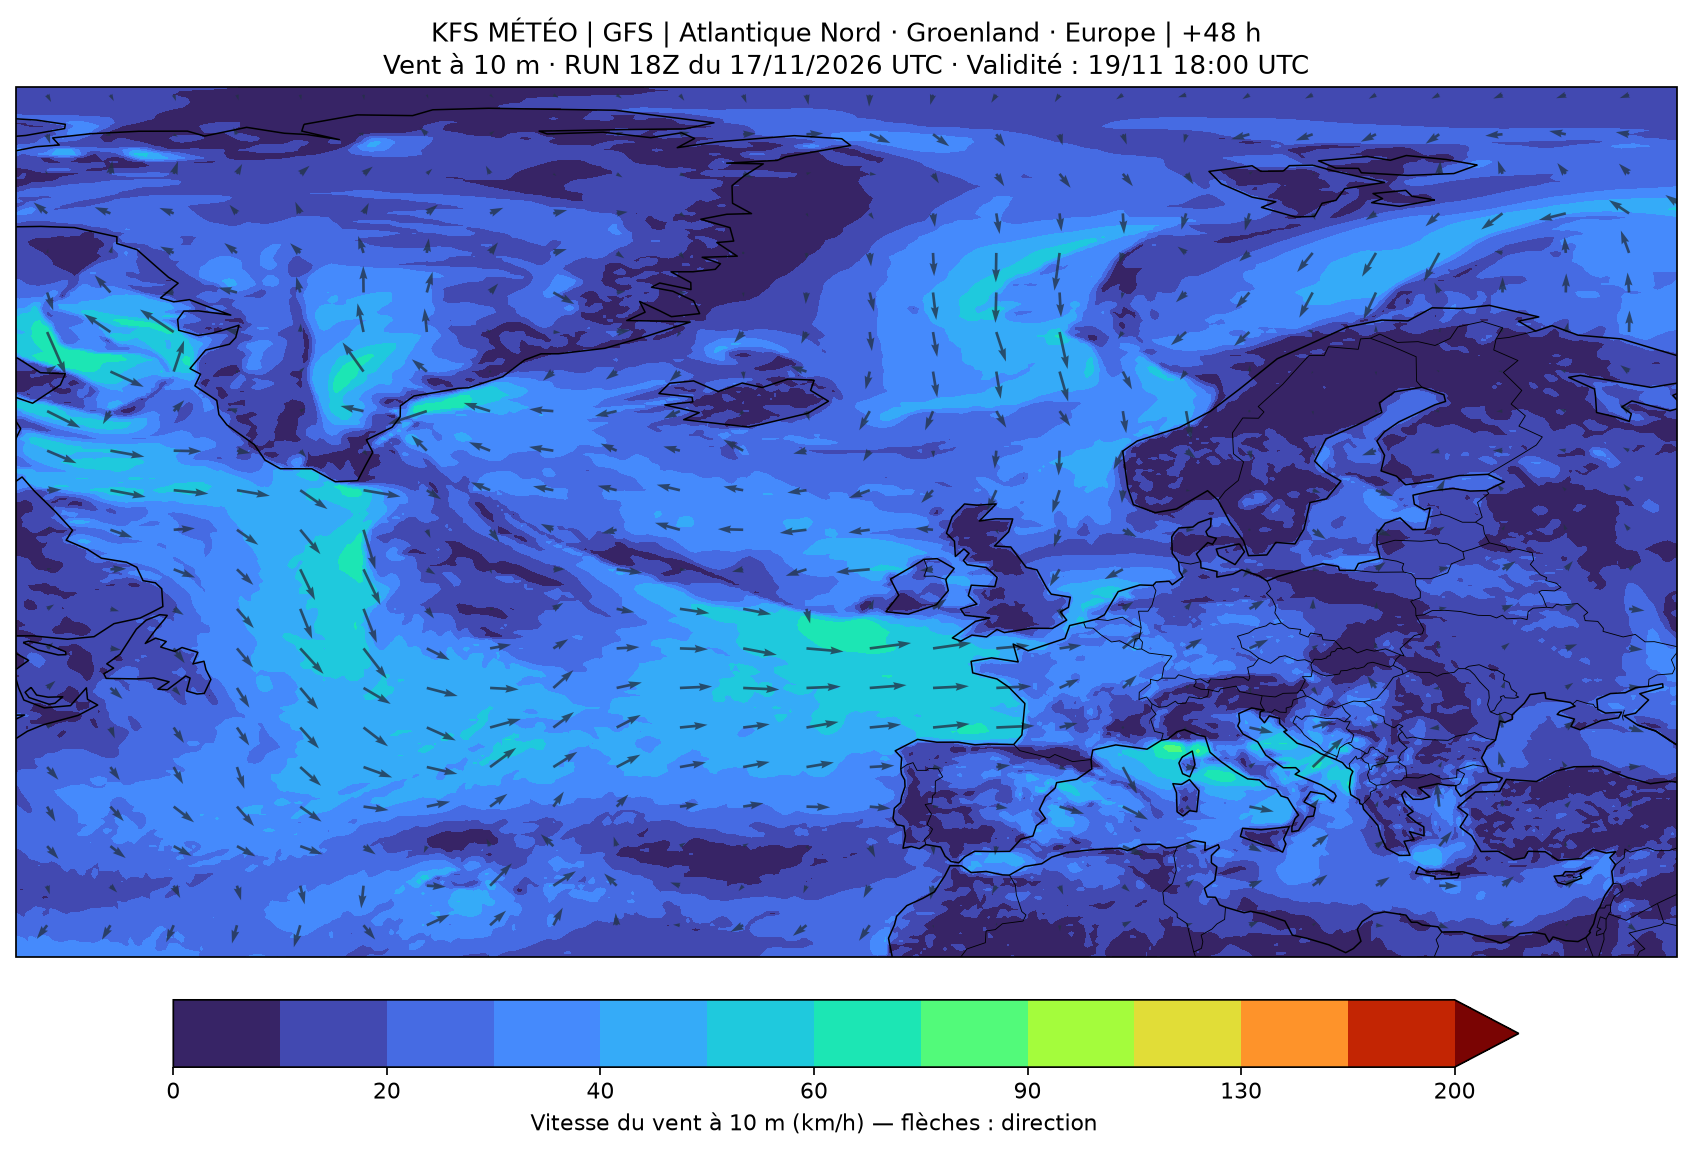 KFS MÉTÉO | GFS | Atlantique Nord · Groenland · Europe | +48 h
Vent à 10 m · RUN 18Z du 17/11/2026 UTC · Validité : 19/11 18:00 UTC
0 20 40 60 90 130 200
Vitesse du vent à 10 m (km/h) — flèches : direction